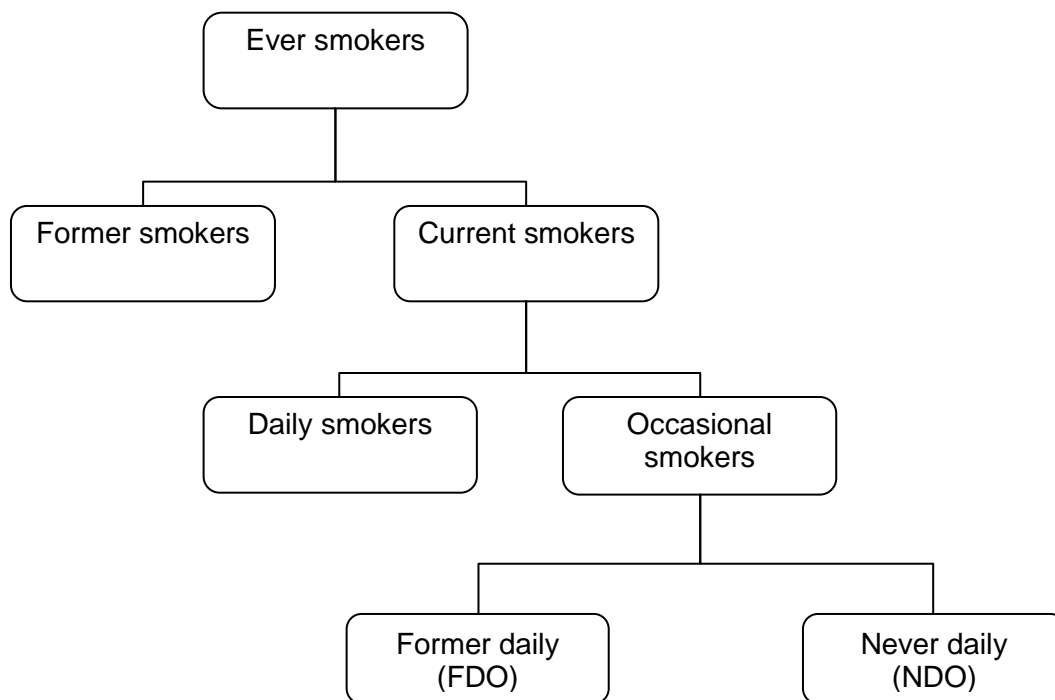 Ever smokers
Former smokers
Current smokers
Daily smokers
Occasional
smokers
Former daily
(FDO)
Never daily
(NDO)